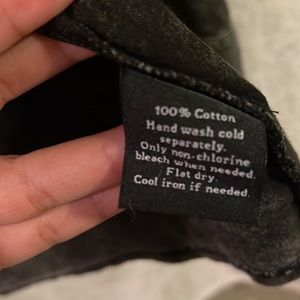 100% Cotton
Hand wash cold
separately.
Only non-chlorine
bleach when needed.
Flat dry.
Cool iron if needed.